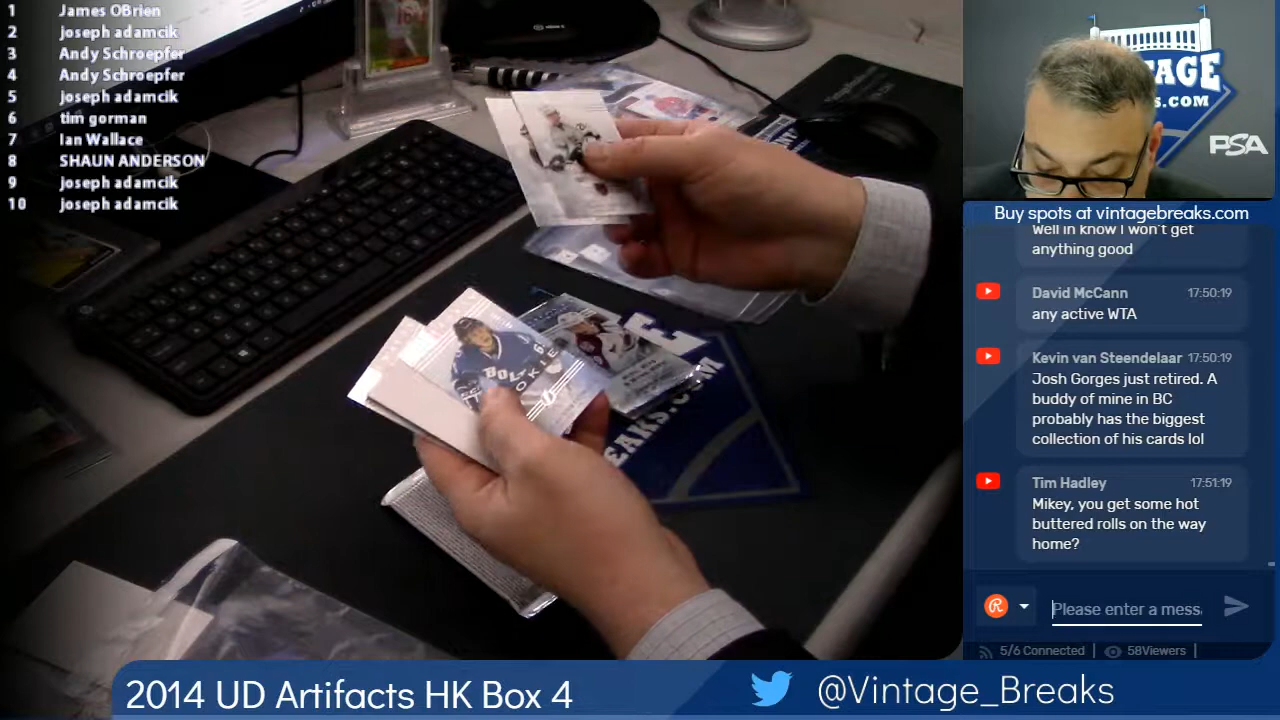 1 James OBrien
2 joseph adamcik
3 Andy Schroepfer
4 Andy Schroepfer
5 joseph adamcik
6 tim gorman
7 Ian Wallace
8 SHAUN ANDERSON
9 joseph adamcik
10 joseph adamcik
.COM
PSA
Buy spots at vintagebreaks.com
Well in know I won't get
anything good
David McCann 17:50:19
any active WTA
Kevin van Steendelaar 17:50:19
Josh Gorges just retired. A
buddy of mine in BC
probably has the biggest
collection of his cards lol
Tim Hadley 17:51:19
Mikey, you get some hot
buttered rolls on the way
home?
Please enter a mess
5/6 Connected | 58Viewers |
2014 UD Artifacts HK Box 4
@Vintage_Breaks